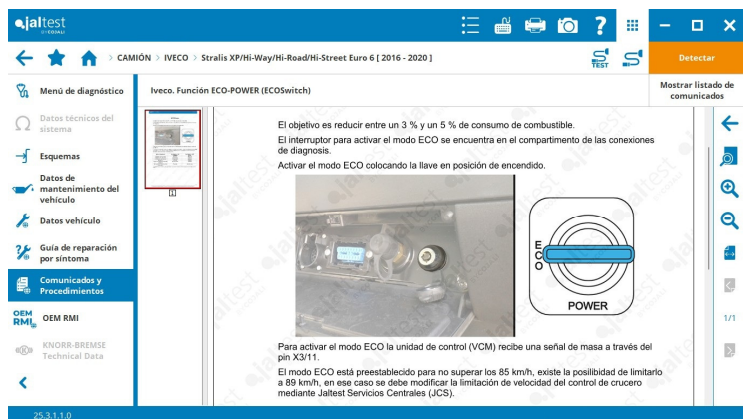 jaltest
BY COJALI
?
CAMIÓN > IVECO > Stralis XP/Hi-Way/Hi-Road/Hi-Street Euro 6 [ 2016 - 2020 ]
TEST
Detectar
Menú de diagnóstico
Iveco. Función ECO-POWER (ECOSwitch)
Mostrar listado de
comunicados
Datos técnicos del
sistema
Esquemas
Datos de
mantenimiento del
vehículo
Datos vehículo
Guía de reparación
por síntoma
Comunicados y
Procedimientos
OEM
RMI
OEM RMI
KNORR-BREMSE
Technical Data
1
El objetivo es reducir entre un 3 % y un 5 % de consumo de combustible.
El interruptor para activar el modo ECO se encuentra en el compartimento de las conexiones
de diagnosis.
Activar el modo ECO colocando la llave en posición de encendido.
ECO
POWER
Para activar el modo ECO la unidad de control (VCM) recibe una señal de masa a través del
pin X3/11.
El modo ECO está preestablecido para no superar los 85 km/h, existe la posibilidad de limitarlo
a 89 km/h, en ese caso se debe modificar la limitación de velocidad del control de crucero
mediante Jaltest Servicios Centrales (JCS).
1/1
25.3.1.1.0